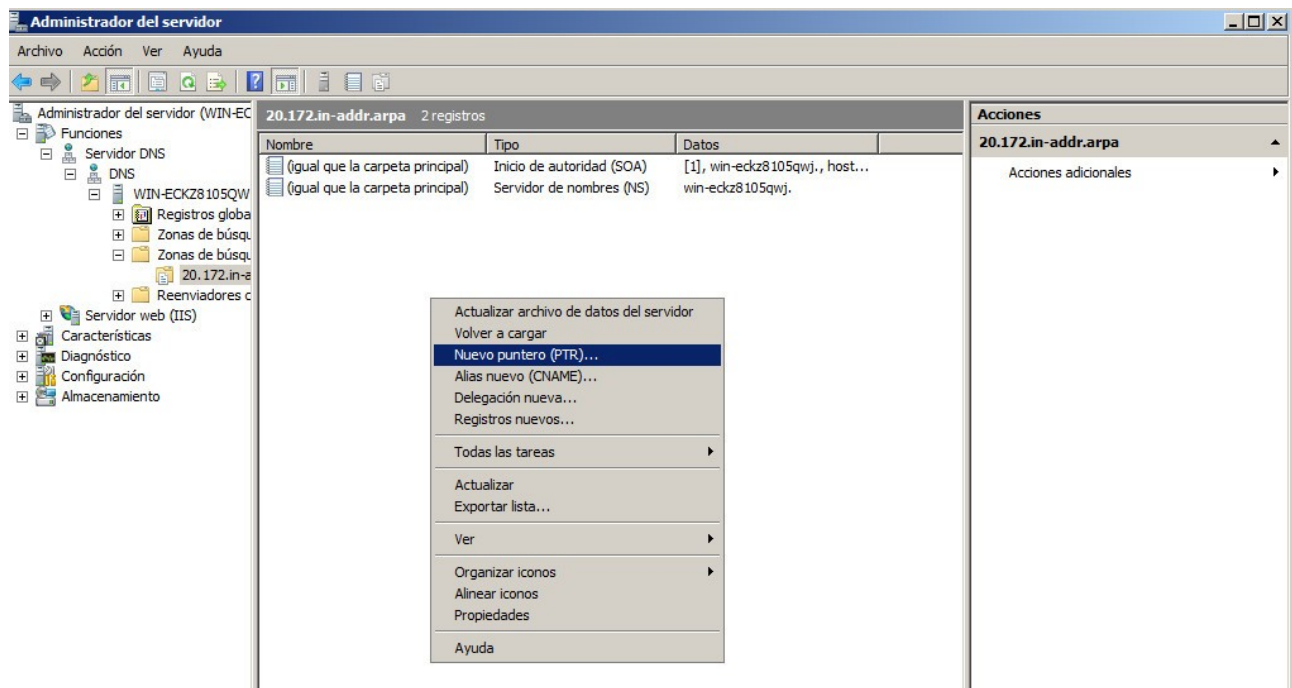 Administrador del servidor
Archivo Acción Ver Ayuda
Administrador del servidor (WIN-EC
Funciones
Servidor DNS
DNS
WIN-ECKZ8105QW
Registros globa
Zonas de búsqu
Zonas de búsqu
20.172.in-a
Reenviadores c
Servidor web (IIS)
Características
Diagnóstico
Configuración
Almacenamiento
20.172.in-addr.arpa 2 registros
Nombre Tipo Datos
(igual que la carpeta principal) Inicio de autoridad (SOA) [1], win-eckz8105qwj., host...
(igual que la carpeta principal) Servidor de nombres (NS) win-eckz8105qwj.
Actualizar archivo de datos del servidor
Volver a cargar
Nuevo puntero (PTR)...
Alias nuevo (CNAME)...
Delegación nueva...
Registros nuevos...
Todas las tareas
Actualizar
Exportar lista...
Ver
Organizar iconos
Alinear iconos
Propiedades
Ayuda
Acciones
20.172.in-addr.arpa
Acciones adicionales